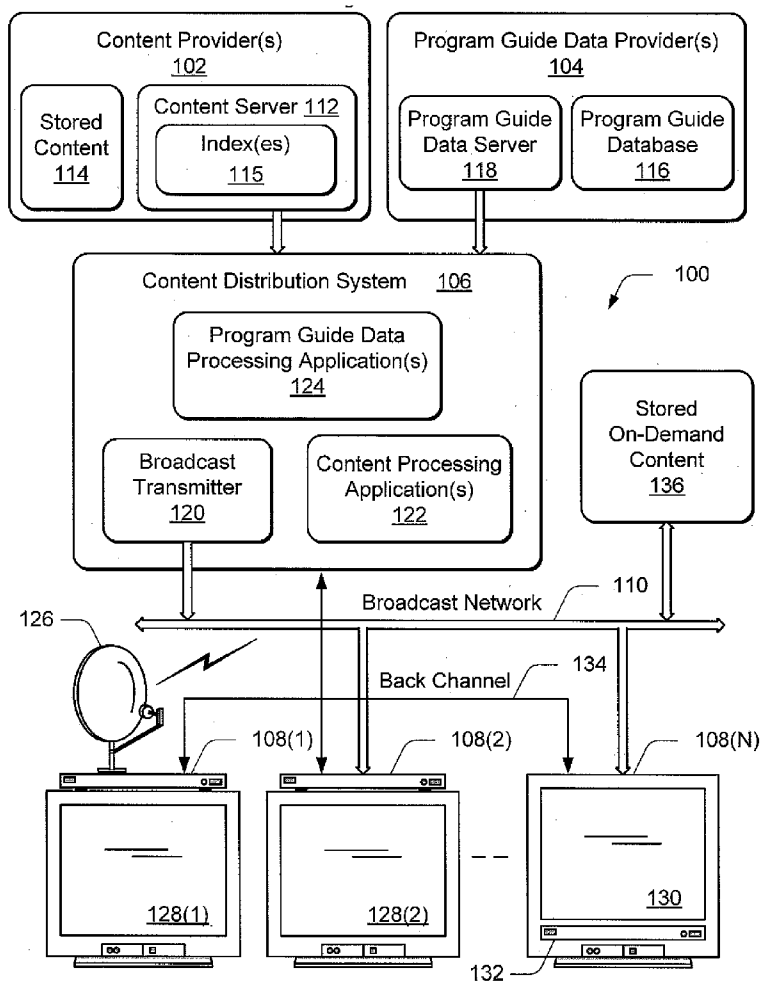 Content Provider(s)
102
Stored
Content
114
Content Server 112
Index(es)
115
Program Guide Data Provider(s)
104
Program Guide
Data Server
118
Program Guide
Database
116
Content Distribution System 106
100
Program Guide Data
Processing Application(s)
124
Broadcast
Transmitter
120
Content Processing
Application(s)
122
Stored
On-Demand
Content
136
110
Broadcast Network
126
134
Back Channel
108(1)
108(2)
108(N)
128(1)
128(2)
130
132